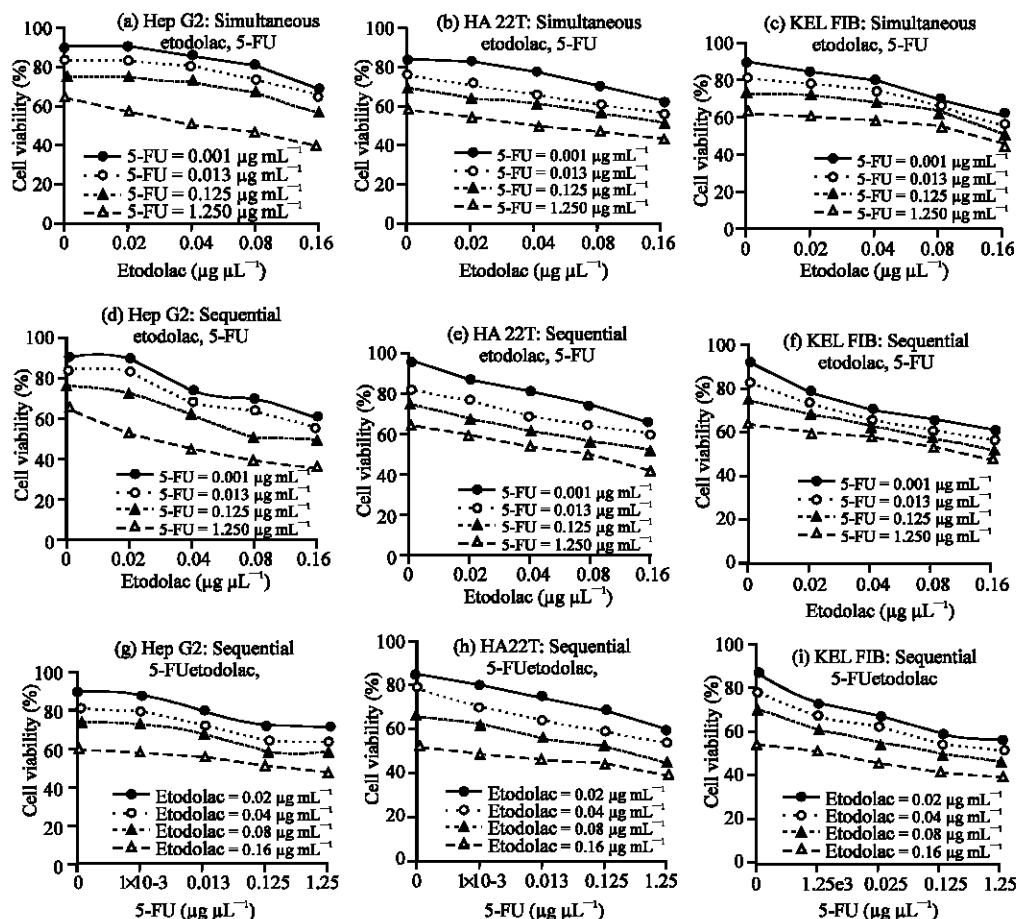 (a) Hep G2: Simultaneous
etodolac, 5-FU
100
80
60
40
20
0
Cell viability (%)
5-FU = 0.001 µg mL⁻¹
5-FU = 0.013 µg mL⁻¹
5-FU = 0.125 µg mL⁻¹
5-FU = 1.250 µg mL⁻¹
0 0.02 0.04 0.08 0.16
Etodolac (µg µL⁻¹)
(b) HA 22T: Simultaneous
etodolac, 5-FU
100
80
60
40
20
0
Cell viability (%)
5-FU = 0.001 µg mL⁻¹
5-FU = 0.013 µg mL⁻¹
5-FU = 0.125 µg mL⁻¹
5-FU = 1.250 µg mL⁻¹
0 0.02 0.04 0.08 0.16
Etodolac (µg µL⁻¹)
(c) KEL FIB: Simultaneous
etodolac, 5-FU
100
80
60
40
20
0
Cell viability (%)
5-FU = 0.001 µg mL⁻¹
5-FU = 0.013 µg mL⁻¹
5-FU = 0.125 µg mL⁻¹
5-FU = 1.250 µg mL⁻¹
0 0.02 0.04 0.08 0.16
Etodolac (µg µL⁻¹)
(d) Hep G2: Sequential
etodolac, 5-FU
100
80
60
40
20
0
Cell viability (%)
5-FU = 0.001 µg mL⁻¹
5-FU = 0.013 µg mL⁻¹
5-FU = 0.125 µg mL⁻¹
5-FU = 1.250 µg mL⁻¹
0 0.02 0.04 0.08 0.16
Etodolac (µg µL⁻¹)
(e) HA 22T: Sequential
etodolac, 5-FU
100
80
60
40
20
0
Cell viability (%)
5-FU = 0.001 µg mL⁻¹
5-FU = 0.013 µg mL⁻¹
5-FU = 0.125 µg mL⁻¹
5-FU = 1.250 µg mL⁻¹
0 0.02 0.04 0.08 0.16
Etodolac (µg µL⁻¹)
(f) KEL FIB: Sequential
etodolac, 5-FU
100
80
60
40
20
0
Cell viability (%)
5-FU = 0.001 µg mL⁻¹
5-FU = 0.013 µg mL⁻¹
5-FU = 0.125 µg mL⁻¹
5-FU = 1.250 µg mL⁻¹
0 0.02 0.04 0.08 0.16
Etodolac (µg µL⁻¹)
(g) Hep G2: Sequential
5-FUetodolac,
100
80
60
40
20
0
Cell viability (%)
Etodolac = 0.02 µg mL⁻¹
Etodolac = 0.04 µg mL⁻¹
Etodolac = 0.08 µg mL⁻¹
Etodolac = 0.16 µg mL⁻¹
0 1×10-3 0.013 0.125 1.25
5-FU (µg µL⁻¹)
(h) HA22T: Sequential
5-FUetodolac,
100
80
60
40
20
0
Cell viability (%)
Etodolac = 0.02 µg mL⁻¹
Etodolac = 0.04 µg mL⁻¹
Etodolac = 0.08 µg mL⁻¹
Etodolac = 0.16 µg mL⁻¹
0 1×10-3 0.013 0.125 1.25
5-FU (µg µL⁻¹)
(i) KEL FIB: Sequential
5-FUetodolac
100
80
60
40
20
0
Cell viability (%)
Etodolac = 0.02 µg mL⁻¹
Etodolac = 0.04 µg mL⁻¹
Etodolac = 0.08 µg mL⁻¹
Etodolac = 0.16 µg mL⁻¹
0 1.25e3 0.025 0.125 1.25
5-FU (µg µL⁻¹)